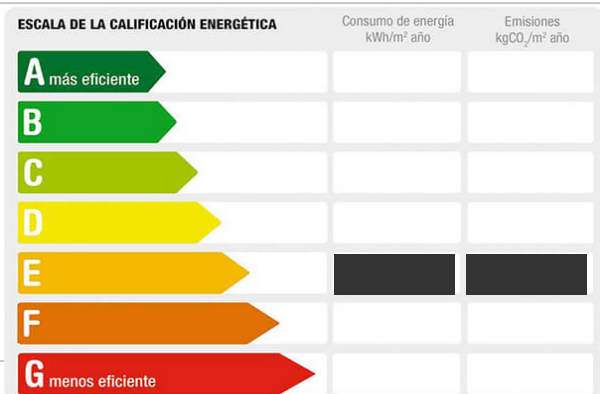 ESCALA DE LA CALIFICACIÓN ENERGÉTICA
Consumo de energía
kWh/m² año
Emisiones
kgCO₂/m² año
A más eficiente
B
C
D
E
F
G menos eficiente